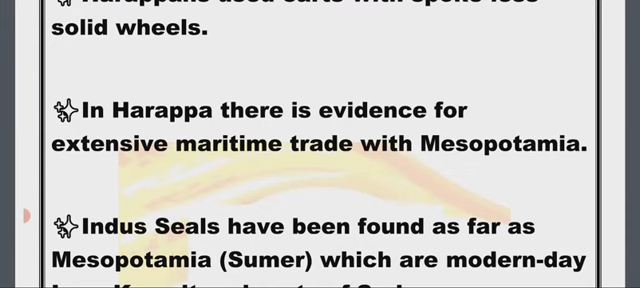 solid wheels.
In Harappa there is evidence for
extensive maritime trade with Mesopotamia.
Indus Seals have been found as far as
Mesopotamia (Sumer) which are modern-day